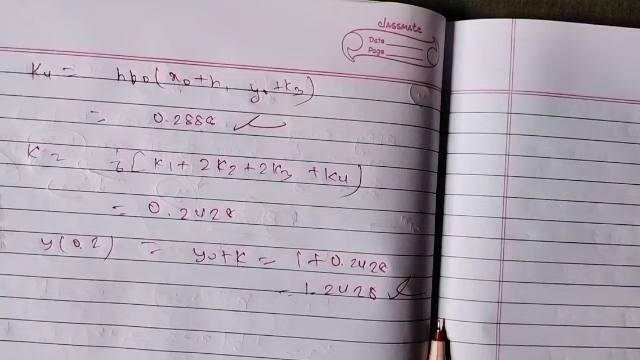 classmate
Date
Page
K4 = hf(x0+h, y0+k3)
= 0.2888
K = 1/6[K1+2K2+2K3+K4]
= 0.2428
y(0.2) = y0+K = 1+0.2428
= 1.2428